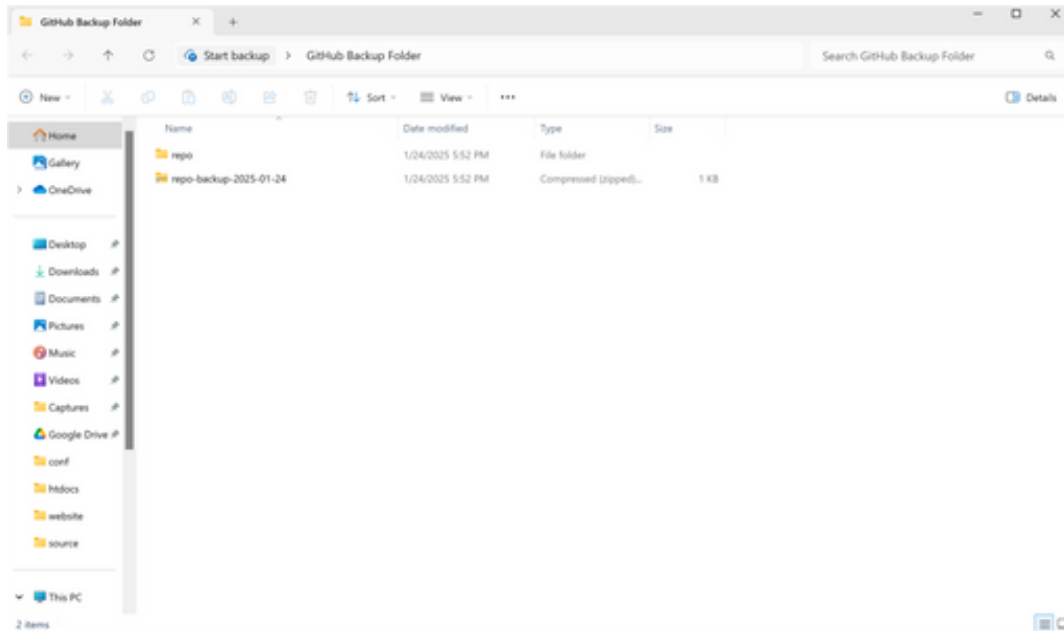 GitHub Backup Folder
Start backup > GitHub Backup Folder
Search GitHub Backup Folder
New
Sort
View
Details
Home
Gallery
OneDrive
Desktop
Downloads
Documents
Pictures
Music
Videos
Captures
Google Drive
conf
htdocs
website
source
This PC
Name Date modified Type Size
repo 1/24/2025 5:52 PM File folder
repo-backup-2025-01-24 1/24/2025 5:52 PM Compressed (zipped)... 1 KB
2 items